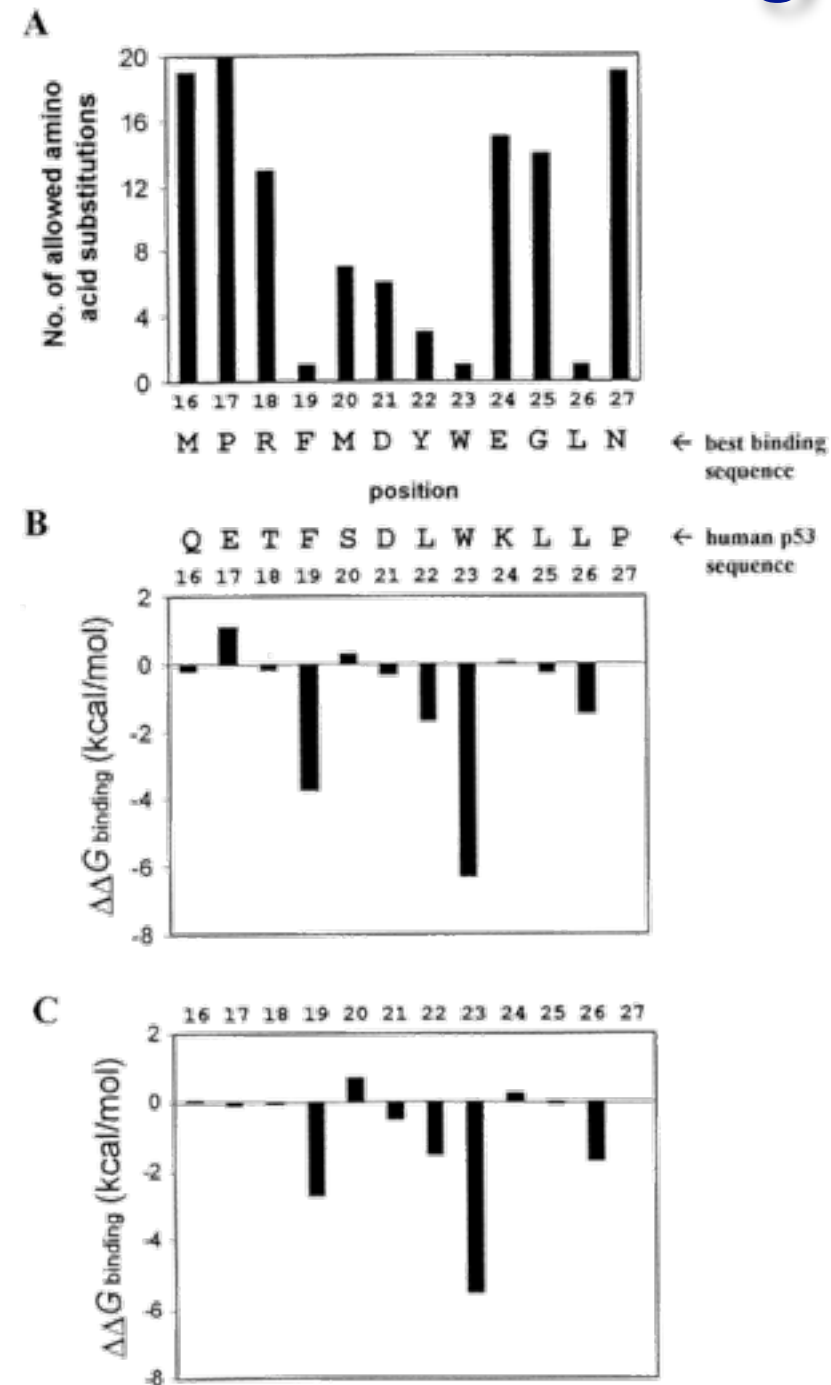 A
No. of allowed amino
acid substitutions
20
16
12
8
4
0
16 17 18 19 20 21 22 23 24 25 26 27
M P R F M D Y W E G L N
← best binding
sequence
position
B
Q E T F S D L W K L L P
← human p53
sequence
16 17 18 19 20 21 22 23 24 25 26 27
ΔΔG binding (kcal/mol)
2
0
-2
-4
-6
-8
C
16 17 18 19 20 21 22 23 24 25 26 27
ΔΔG binding (kcal/mol)
2
0
-2
-4
-6
-8